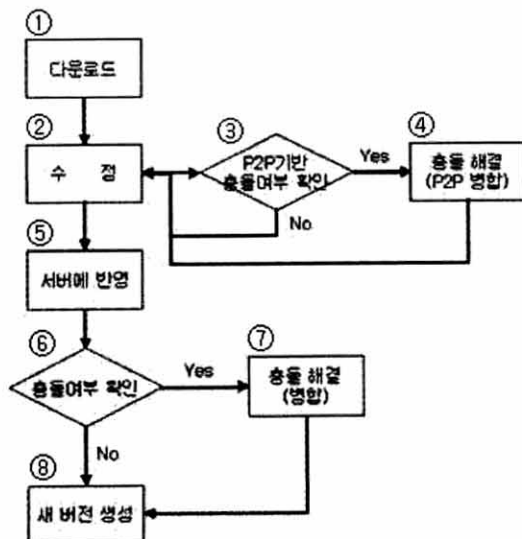 ①
다운로드
②
수 정
③
P2P기반
충돌여부 확인
Yes
No
④
충돌 해결
(P2P 병합)
⑤
서버에 반영
⑥
충돌여부 확인
Yes
No
⑦
충돌 해결
(병합)
⑧
새 버전 생성